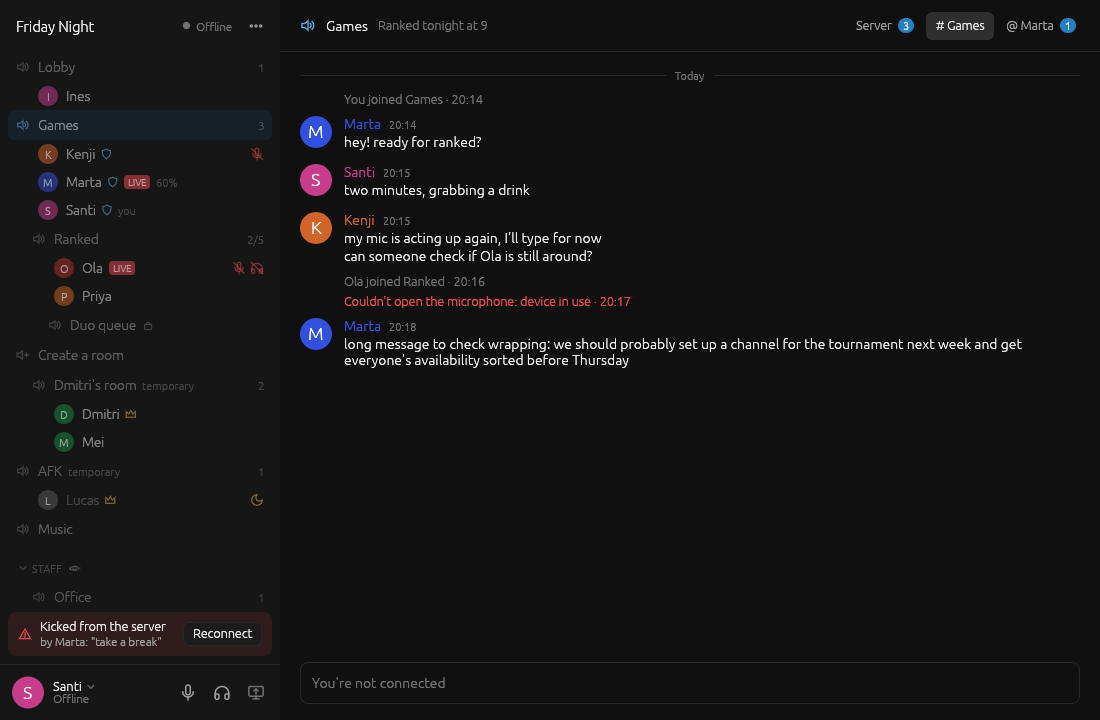 Friday Night
Offline
Lobby 1
I Ines
Games 3
K Kenji
M Marta LIVE 60%
S Santi you
Ranked 2/5
O Ola LIVE
P Priya
Duo queue
Create a room
Dmitri's room temporary 2
D Dmitri
M Mei
AFK temporary 1
L Lucas
Music
STAFF
Office 1
Kicked from the server
by Marta: "take a break"
Reconnect
S Santi
Offline
Games Ranked tonight at 9
Server 3
# Games
@ Marta 1
Today
You joined Games · 20:14
M Marta 20:14
hey! ready for ranked?
S Santi 20:15
two minutes, grabbing a drink
K Kenji 20:15
my mic is acting up again, I'll type for now
can someone check if Ola is still around?
Ola joined Ranked · 20:16
Couldn't open the microphone: device in use · 20:17
M Marta 20:18
long message to check wrapping: we should probably set up a channel for the tournament next week and get
everyone's availability sorted before Thursday
You're not connected